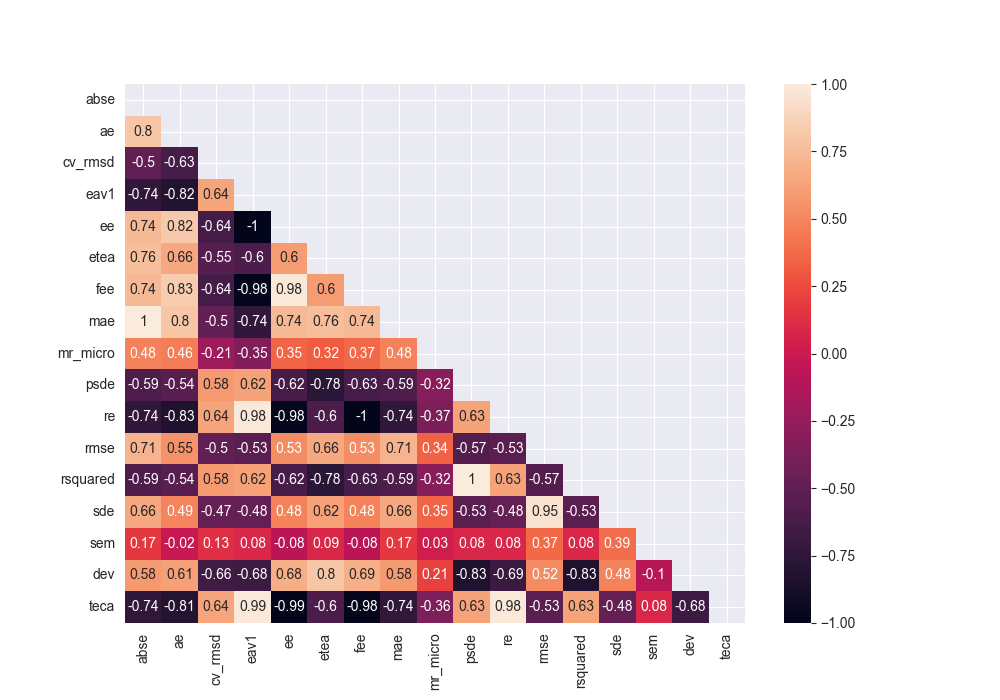 abse
ae 0.8
cv_rmsd -0.5 -0.63
eav1 -0.74 -0.82 0.64
ee 0.74 0.82 -0.64 -1
etea 0.76 0.66 -0.55 -0.6 0.6
fee 0.74 0.83 -0.64 -0.98 0.98 0.6
mae 1 0.8 -0.5 -0.74 0.74 0.76 0.74
mr_micro 0.48 0.46 -0.21 -0.35 0.35 0.32 0.37 0.48
psde -0.59 -0.54 0.58 0.62 -0.62 -0.78 -0.63 -0.59 -0.32
re -0.74 -0.83 0.64 0.98 -0.98 -0.6 -1 -0.74 -0.37 0.63
rmse 0.71 0.55 -0.5 -0.53 0.53 0.66 0.53 0.71 0.34 -0.57 -0.53
rsquared -0.59 -0.54 0.58 0.62 -0.62 -0.78 -0.63 -0.59 -0.32 1 0.63 -0.57
sde 0.66 0.49 -0.47 -0.48 0.48 0.62 0.48 0.66 0.35 -0.53 -0.48 0.95 -0.53
sem 0.17 -0.02 0.13 0.08 -0.08 0.09 -0.08 0.17 0.03 0.08 0.08 0.37 0.08 0.39
dev 0.58 0.61 -0.66 -0.68 0.68 0.8 0.69 0.58 0.21 -0.83 -0.69 0.52 -0.83 0.48 -0.1
teca -0.74 -0.81 0.64 0.99 -0.99 -0.6 -0.98 -0.74 -0.36 0.63 0.98 -0.53 0.63 -0.48 0.08 -0.68
abse ae cv_rmsd eav1 ee etea fee mae mr_micro psde re rmse rsquared sde sem dev teca
1.00
0.75
0.50
0.25
0.00
−0.25
−0.50
−0.75
−1.00